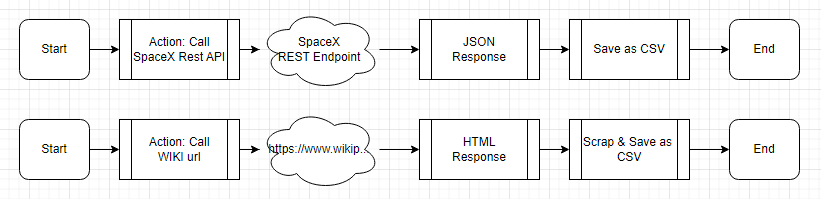 Start
Action: Call
SpaceX Rest API
SpaceX
REST Endpoint
JSON
Response
Save as CSV
End
Start
Action: Call
WIKI url
https://www.wikip...
HTML
Response
Scrap & Save as
CSV
End